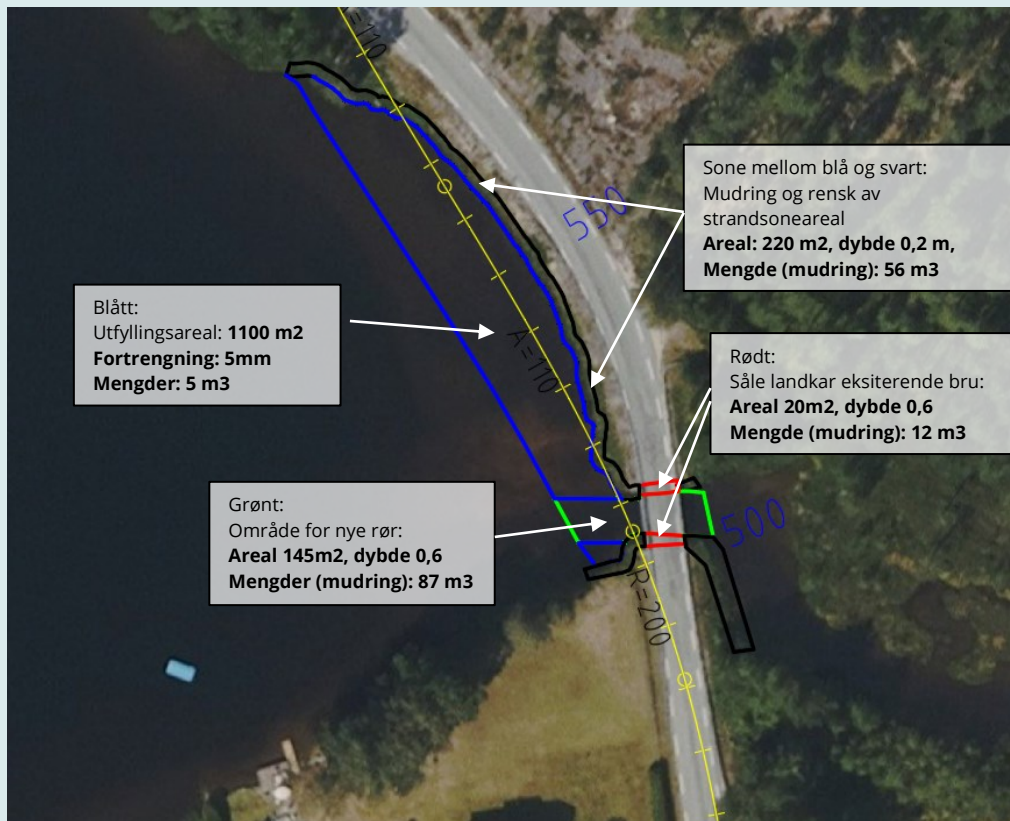 =110
550
Sone mellom blå og svart:
Mudring og rensk av
strandsoneareal
Areal: 220 m2, dybde 0,2 m,
Mengde (mudring): 56 m3
Blått:
Utfyllingsareal: 1100 m2
Fortrengning: 5mm
Mengder: 5 m3
A=110
Rødt:
Såle landkar eksiterende bru:
Areal 20m2, dybde 0,6
Mengde (mudring): 12 m3
Grønt:
Område for nye rør:
Areal 145m2, dybde 0,6
Mengder (mudring): 87 m3
500
R=200